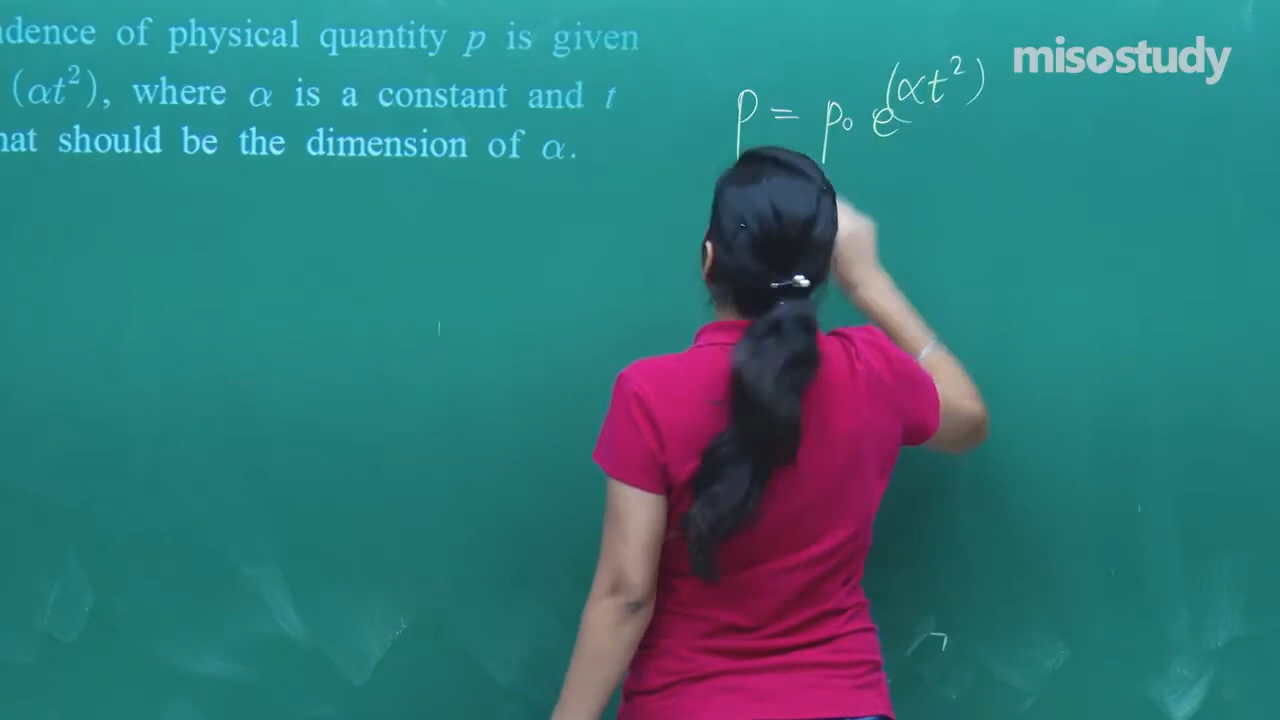 dence of physical quantity p is given
(αt²), where α is a constant and t
hat should be the dimension of α.
p = p₀ e^(αt²)
misostudy